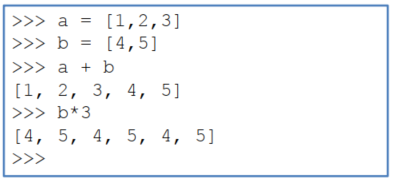 >>> a = [1,2,3]
>>> b = [4,5]
>>> a + b
[1, 2, 3, 4, 5]
>>> b*3
[4, 5, 4, 5, 4, 5]
>>>